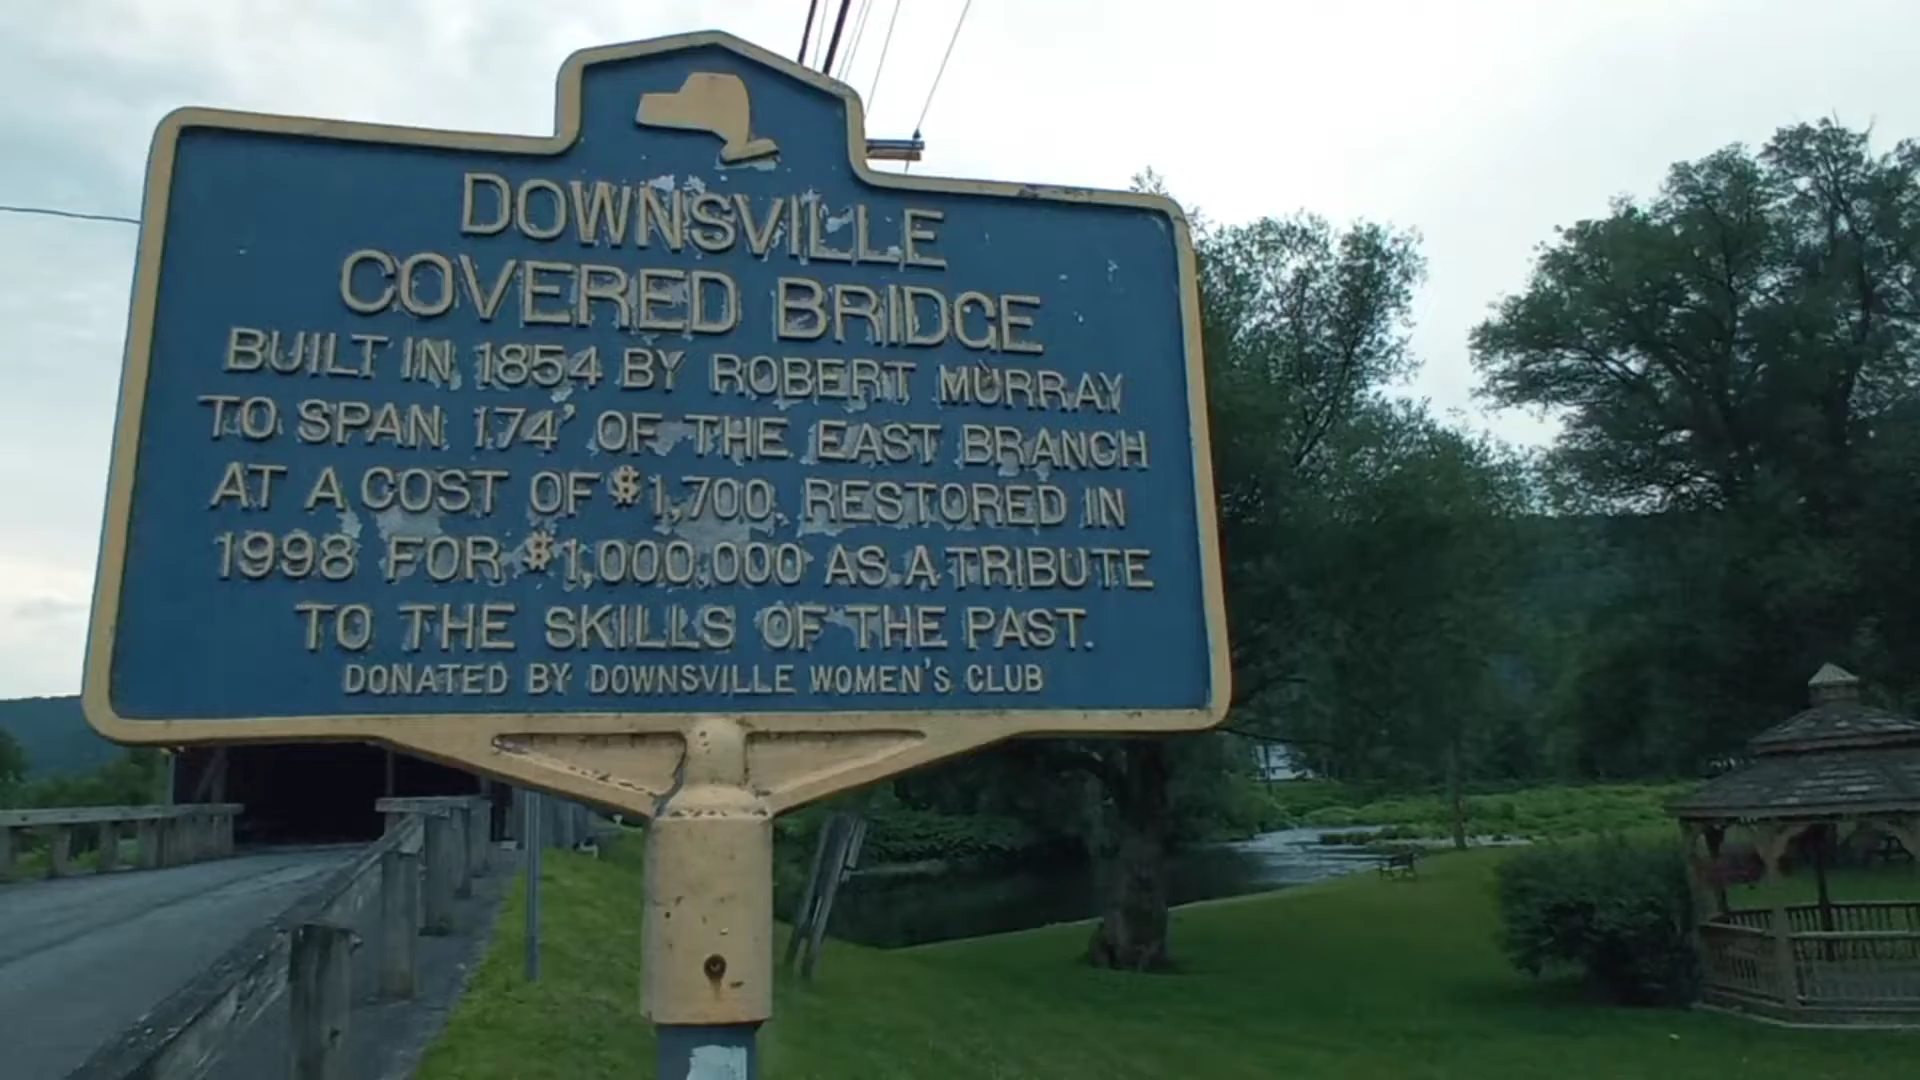 DOWNSVILLE
COVERED BRIDGE
BUILT IN 1854 BY ROBERT MURRAY
TO SPAN 174' OF THE EAST BRANCH
AT A COST OF $1,700. RESTORED IN
1998 FOR $1,000,000 AS A TRIBUTE
TO THE SKILLS OF THE PAST.
DONATED BY DOWNSVILLE WOMEN'S CLUB